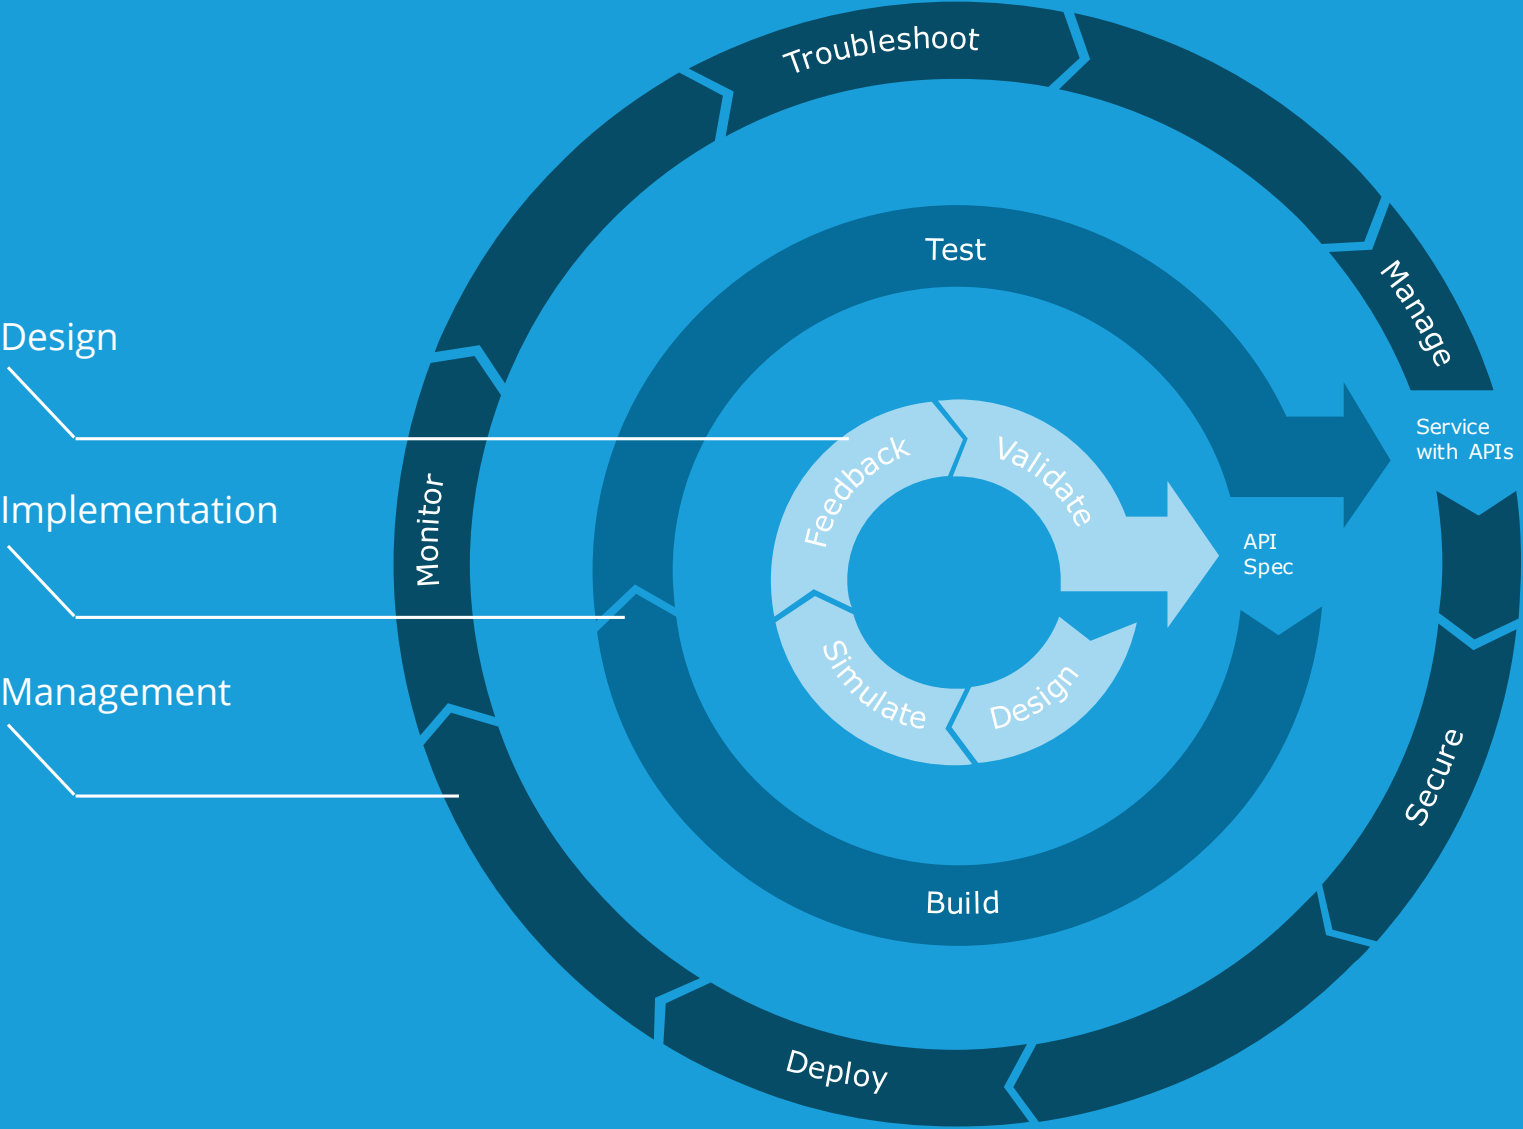 Troubleshoot
Manage
Test
Design
Service
with APIs
Feedback
Validate
Implementation
Monitor
API
Spec
Simulate
Design
Management
Secure
Build
Deploy